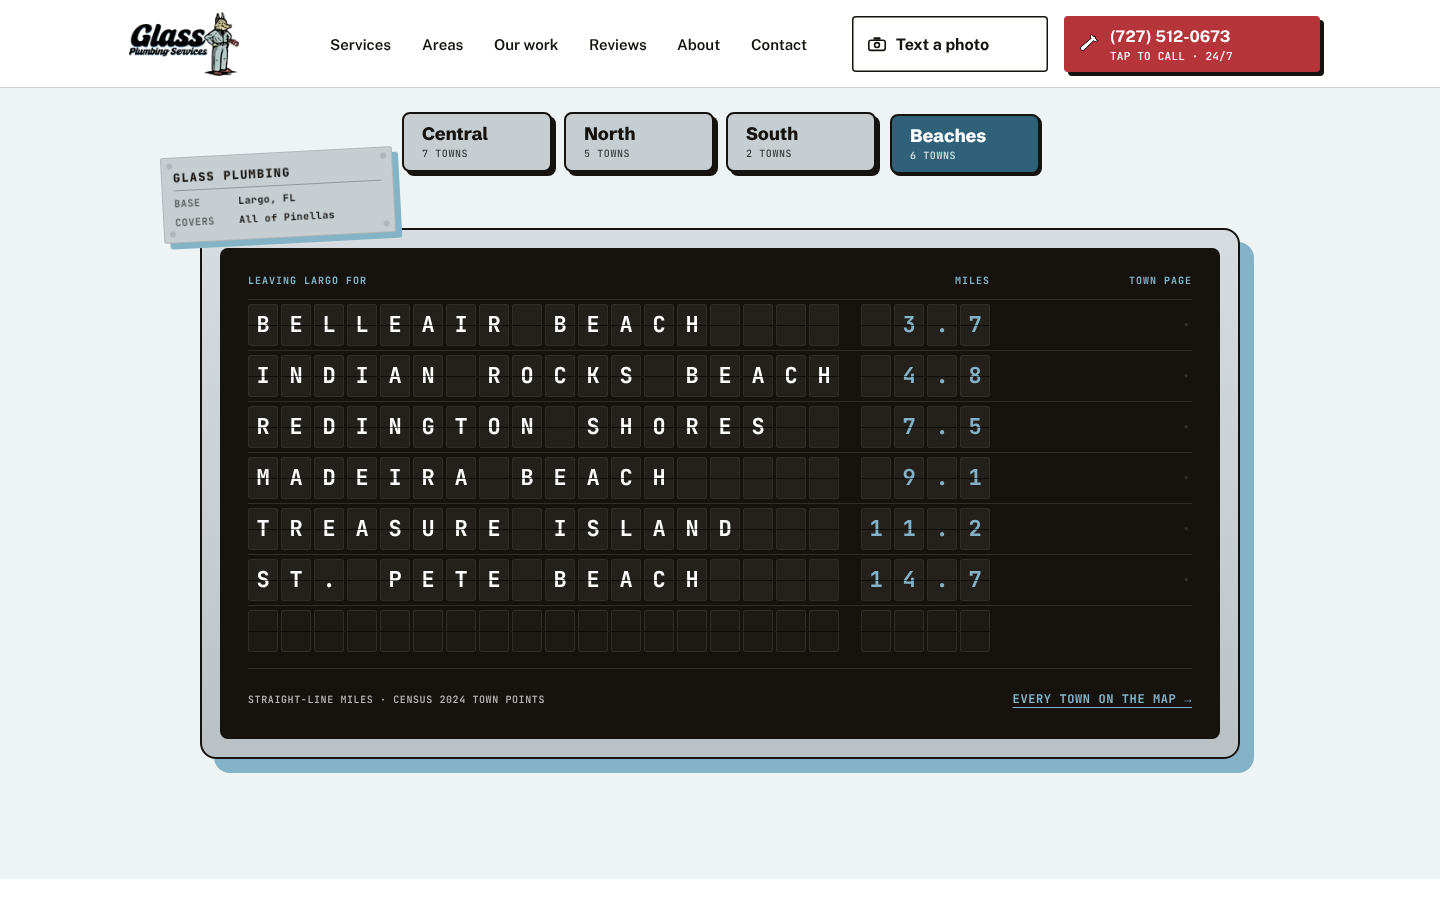 Glass
Plumbing Services
Services
Areas
Our work
Reviews
About
Contact
Text a photo
(727) 512-0673
TAP TO CALL · 24/7
Central
7 TOWNS
North
5 TOWNS
South
2 TOWNS
Beaches
6 TOWNS
GLASS PLUMBING
BASE Largo, FL
COVERS All of Pinellas
LEAVING LARGO FOR MILES TOWN PAGE
BELLEAIR BEACH 3.7
INDIAN ROCKS BEACH 4.8
REDINGTON SHORES 7.5
MADEIRA BEACH 9.1
TREASURE ISLAND 11.2
ST. PETE BEACH 14.7
STRAIGHT-LINE MILES · CENSUS 2024 TOWN POINTS
EVERY TOWN ON THE MAP →